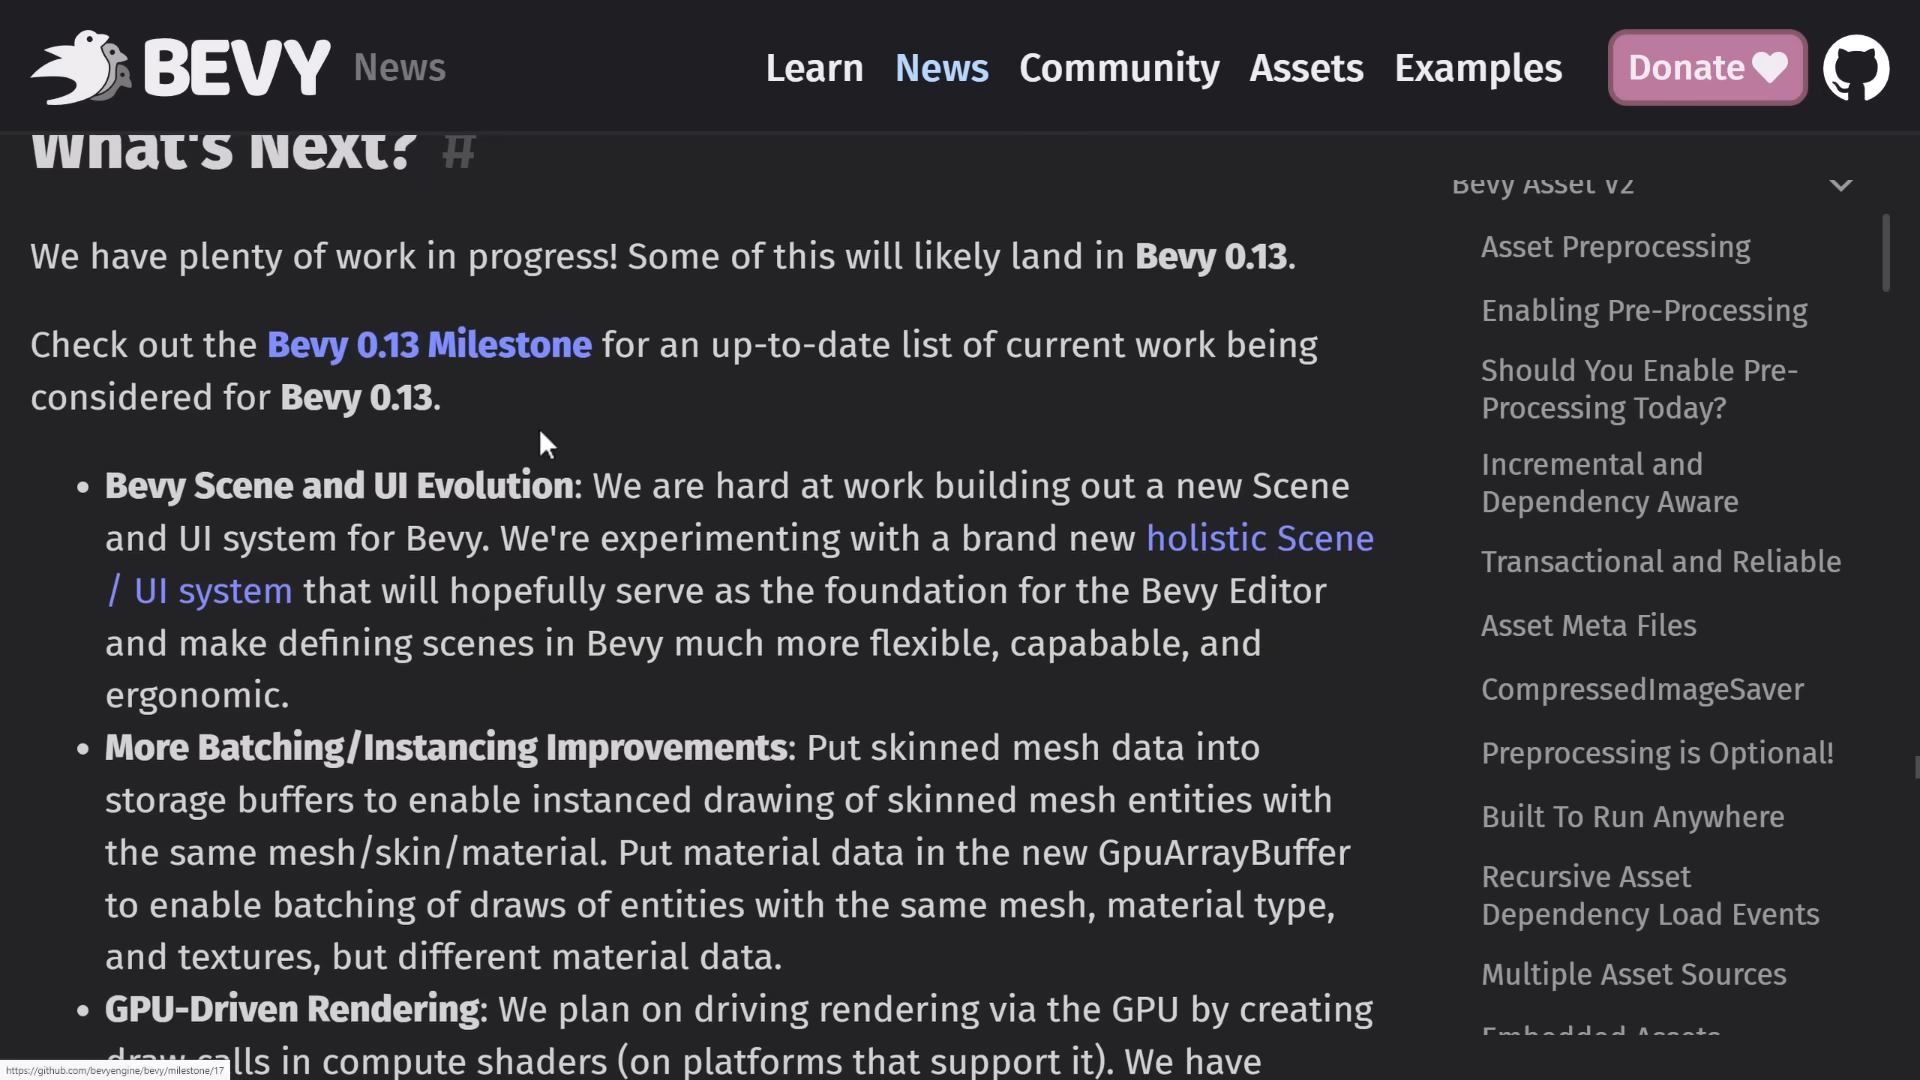 BEVY News Learn News Community Assets Examples Donate
What's Next? #
We have plenty of work in progress! Some of this will likely land in Bevy 0.13.
Check out the Bevy 0.13 Milestone for an up-to-date list of current work being
considered for Bevy 0.13.
• Bevy Scene and UI Evolution: We are hard at work building out a new Scene
and UI system for Bevy. We're experimenting with a brand new holistic Scene
/ UI system that will hopefully serve as the foundation for the Bevy Editor
and make defining scenes in Bevy much more flexible, capabable, and
ergonomic.
• More Batching/Instancing Improvements: Put skinned mesh data into
storage buffers to enable instanced drawing of skinned mesh entities with
the same mesh/skin/material. Put material data in the new GpuArrayBuffer
to enable batching of draws of entities with the same mesh, material type,
and textures, but different material data.
• GPU-Driven Rendering: We plan on driving rendering via the GPU by creating
draw calls in compute shaders (on platforms that support it). We have
https://github.com/bevyengine/bevy/milestone/17
Bevy Asset V2
Asset Preprocessing
Enabling Pre-Processing
Should You Enable Pre-
Processing Today?
Incremental and
Dependency Aware
Transactional and Reliable
Asset Meta Files
CompressedImageSaver
Preprocessing is Optional!
Built To Run Anywhere
Recursive Asset
Dependency Load Events
Multiple Asset Sources
Embedded Assets